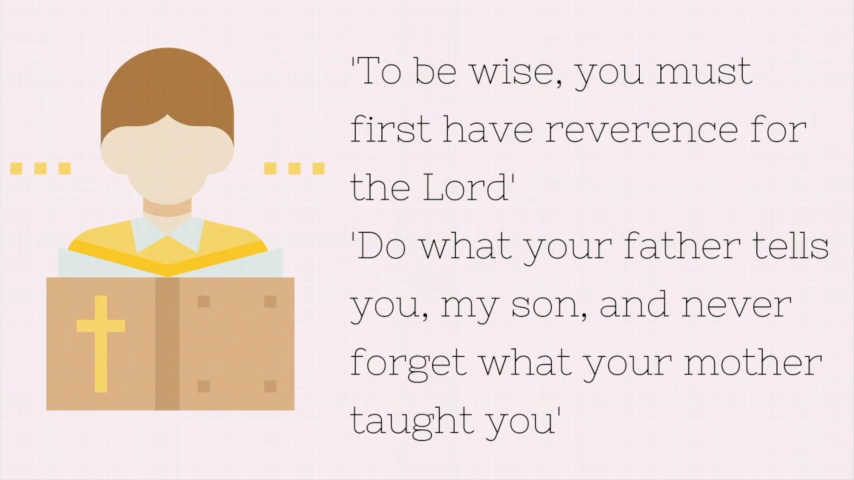 'To be wise, you must
first have reverence for
the Lord'
'Do what your father tells
you, my son, and never
forget what your mother
taught you'